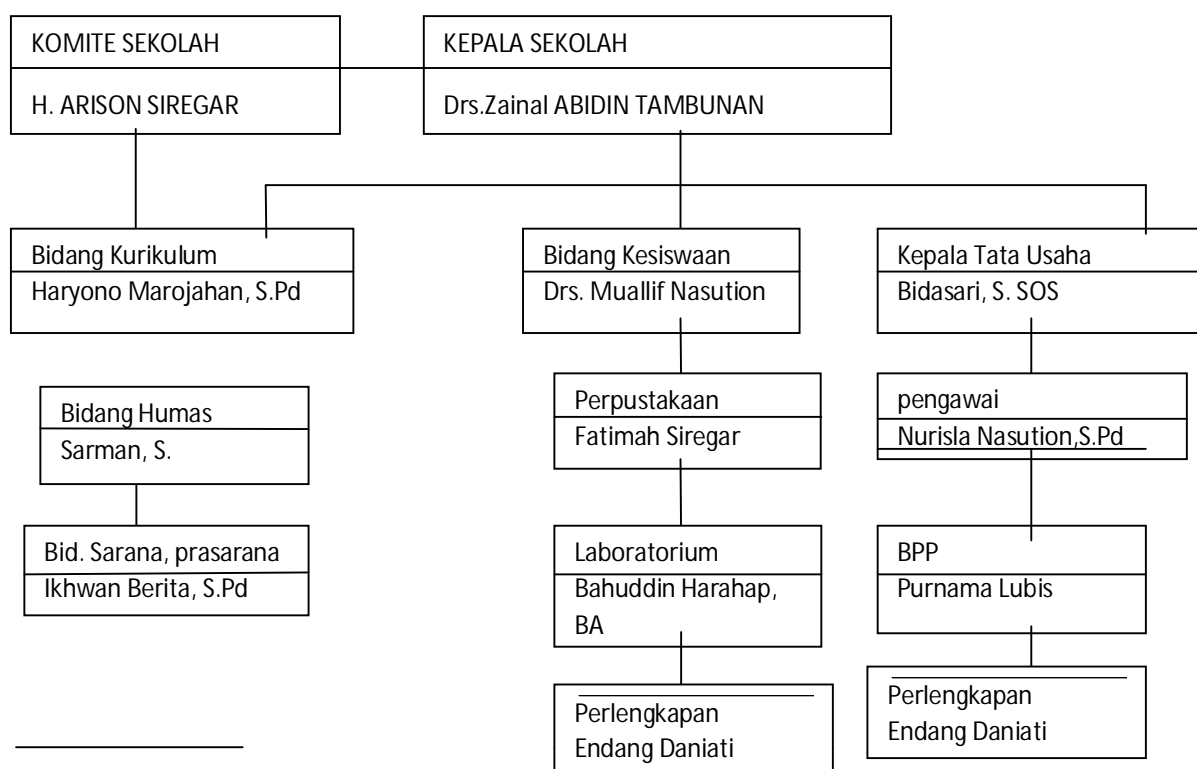 KOMITE SEKOLAH
H. ARISON SIREGAR
KEPALA SEKOLAH
Drs.Zainal ABIDIN TAMBUNAN
Bidang Kurikulum
Haryono Marojahan, S.Pd
Bidang Kesiswaan
Drs. Muallif Nasution
Kepala Tata Usaha
Bidasari, S. SOS
Bidang Humas
Sarman, S.
Perpustakaan
Fatimah Siregar
pengawai
Nurisla Nasution,S.Pd
Bid. Sarana, prasarana
Ikhwan Berita, S.Pd
Laboratorium
Bahuddin Harahap,
BA
BPP
Purnama Lubis
Perlengkapan
Endang Daniati
Perlengkapan
Endang Daniati